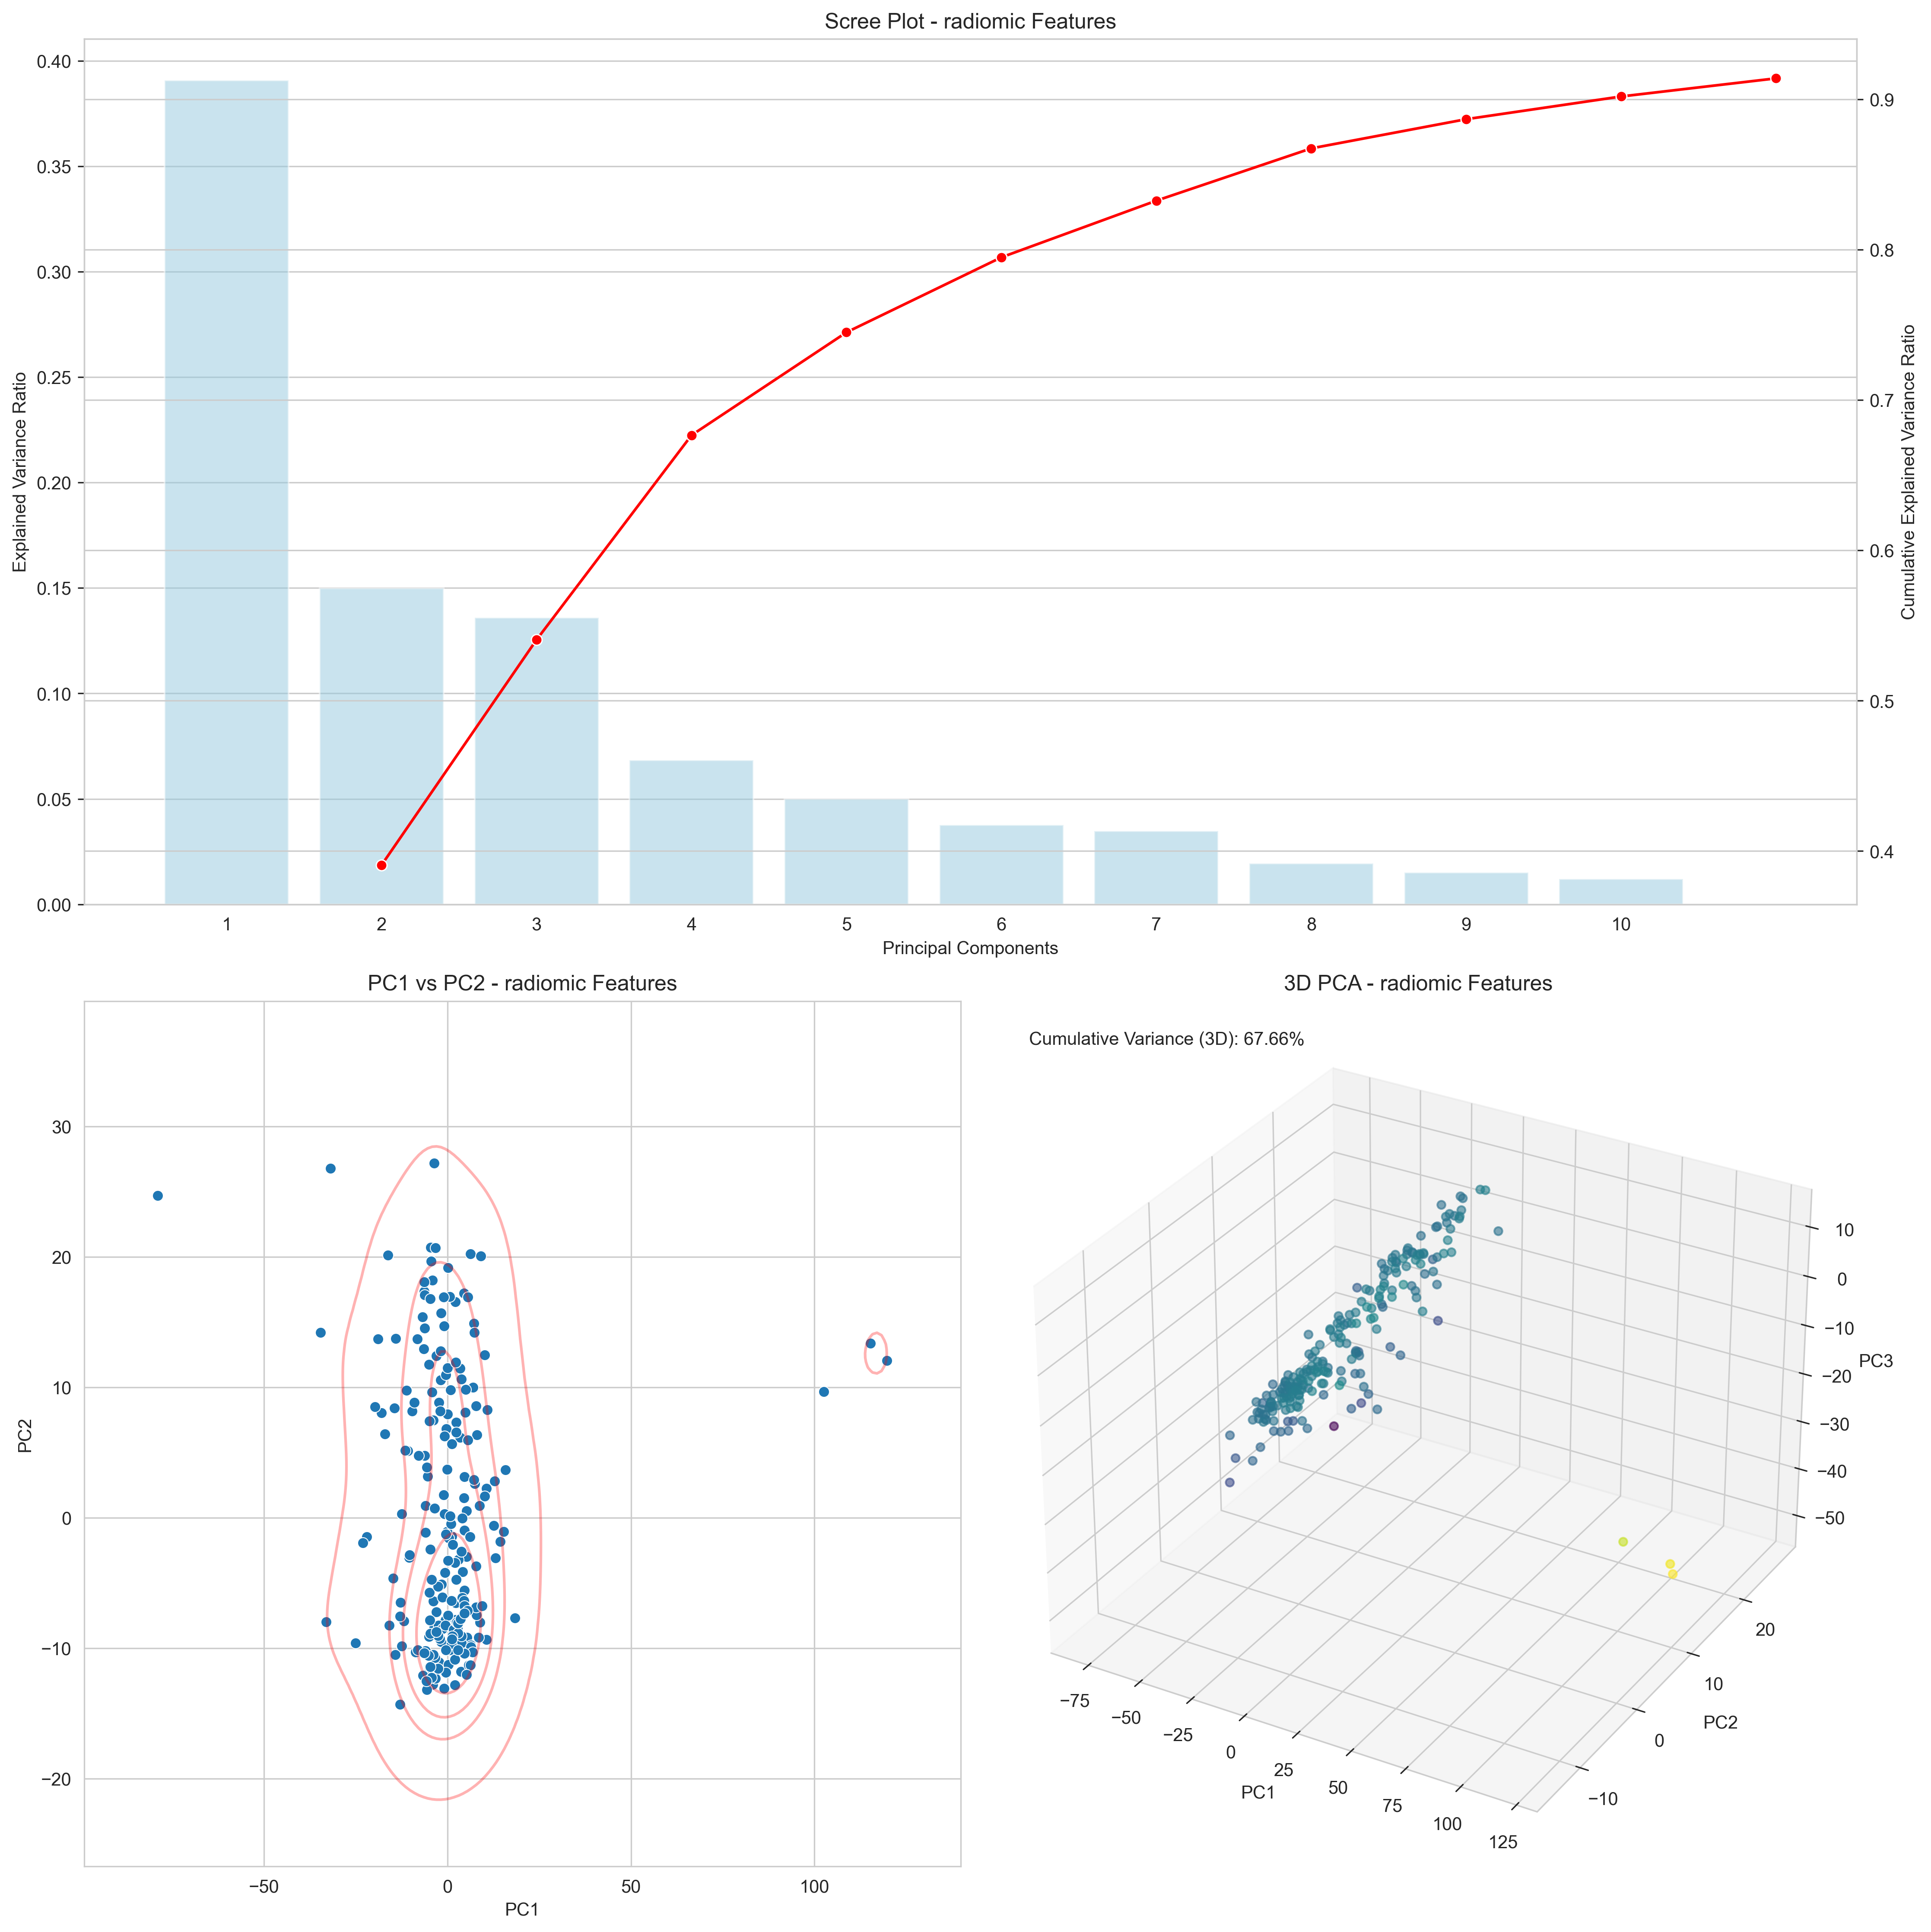 Scree Plot - radiomic Features
0.40
0.35
0.30
0.25
0.20
0.15
0.10
0.05
0.00
Explained Variance Ratio
0.9
0.8
0.7
0.6
0.5
0.4
Cumulative Explained Variance Ratio
1 2 3 4 5 6 7 8 9 10
Principal Components
PC1 vs PC2 - radiomic Features
30
20
10
0
−10
−20
PC2
−50 0 50 100
PC1
3D PCA - radiomic Features
Cumulative Variance (3D): 67.66%
10
0
−10
−20
−30
−40
−50
PC3
20
10
0
−10
PC2
−75
−50
−25
0
25
50
75
100
125
PC1